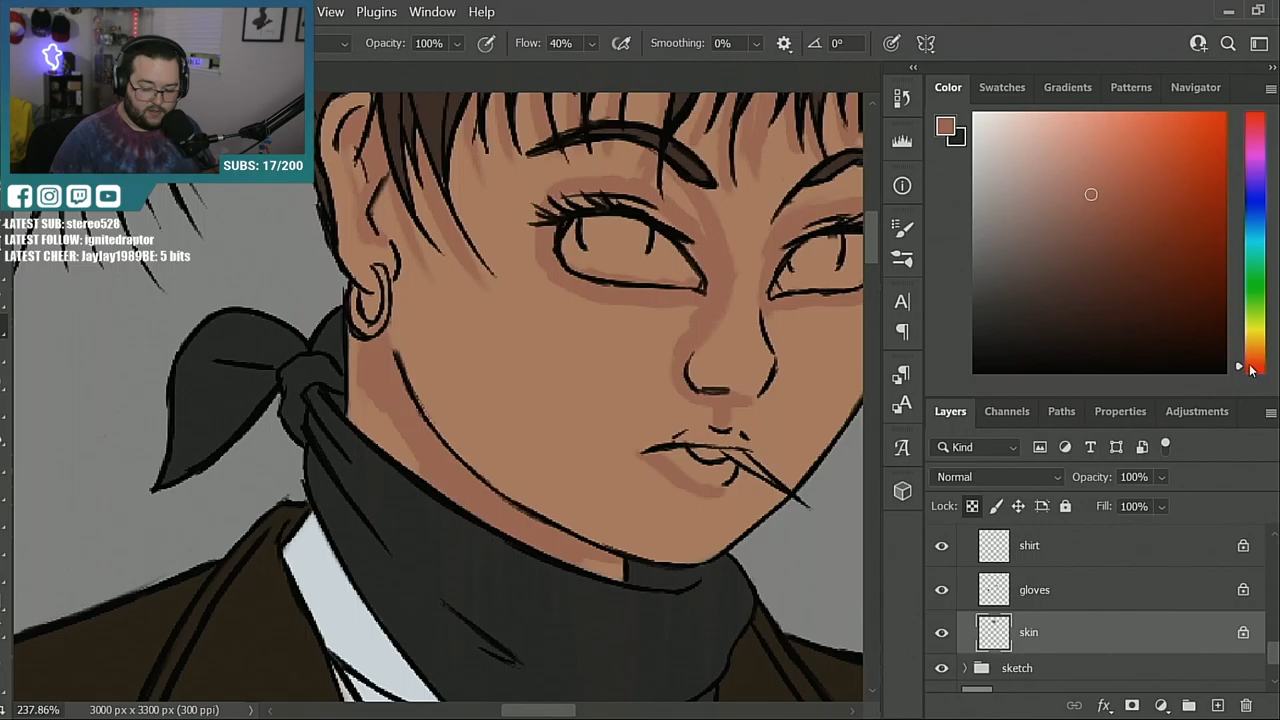 View Plugins Window Help
Opacity: 100% Flow: 40% Smoothing: 0% 0°
SUBS: 17/200
LATEST SUB: stereo528
LATEST FOLLOW: ignitedraptor
LATEST CHEER: JayJay1989BE: 5 bits
Color Swatches Gradients Patterns Navigator
Layers Channels Paths Properties Adjustments
Kind
Normal Opacity: 100%
Lock: Fill: 100%
shirt
gloves
skin
sketch
237.86% 3000 px x 3300 px (300 ppi)